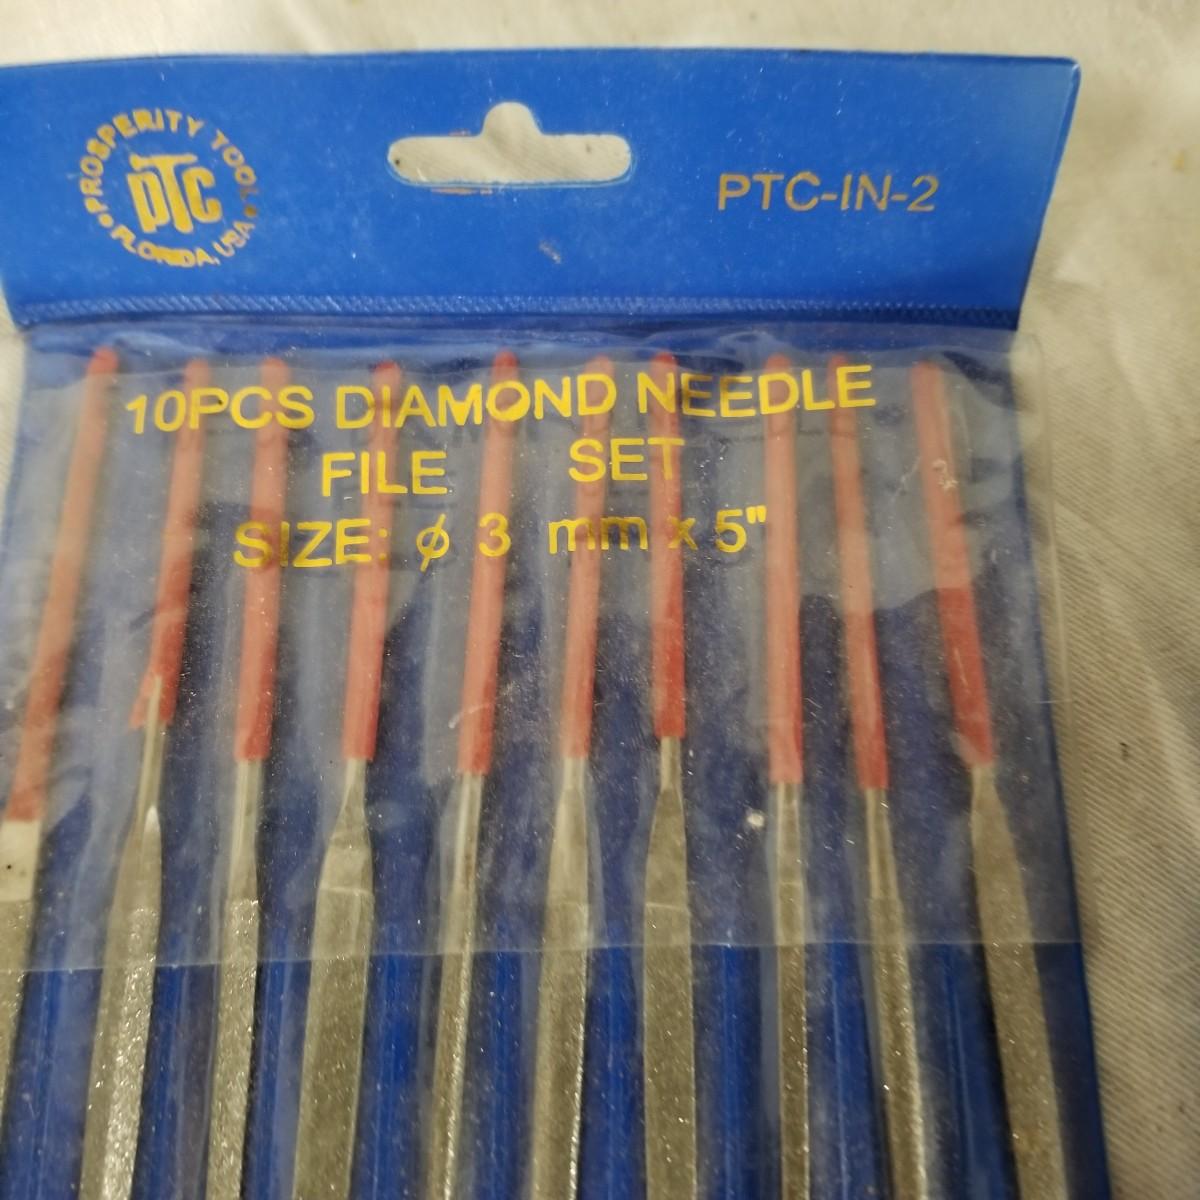 PROSPERITY TOOL
PTC
FLORIDA, USA
PTC-IN-2
10PCS DIAMOND NEEDLE
FILE SET
SIZE: ϕ 3 mm x 5"